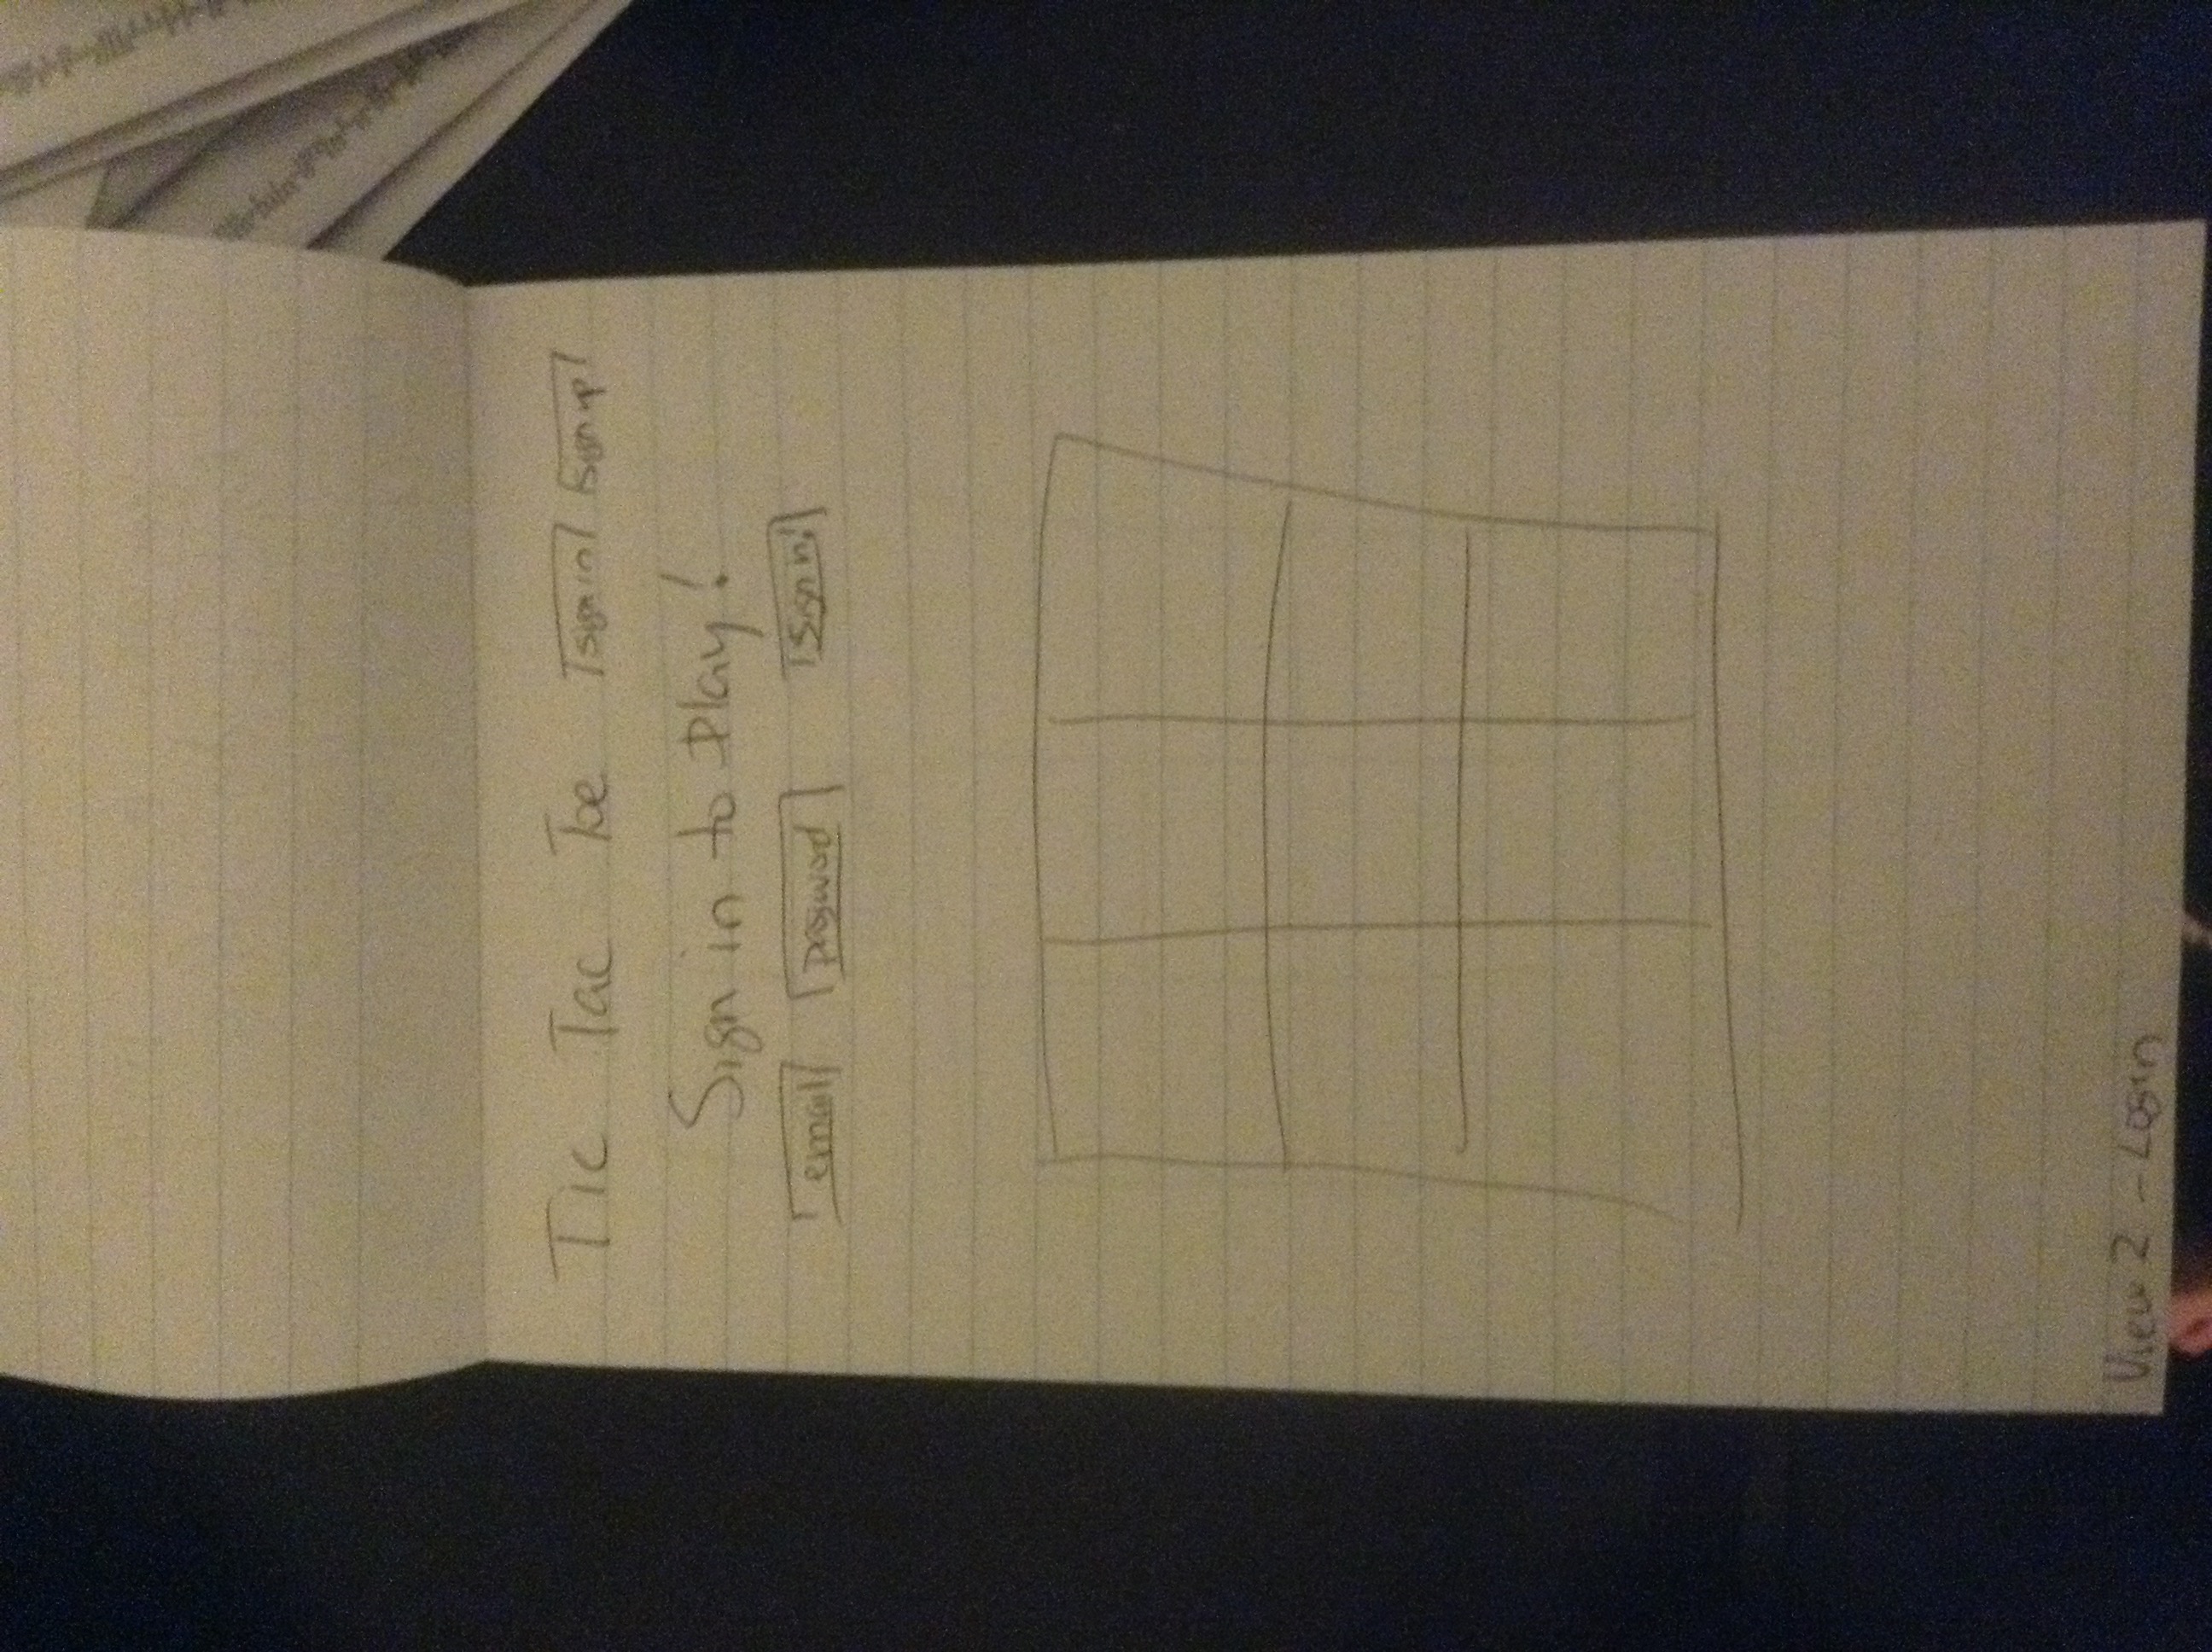 Tic Tac Toe sign in sign up
Sign in to Play!
email password Sign in!
View 2 - Login